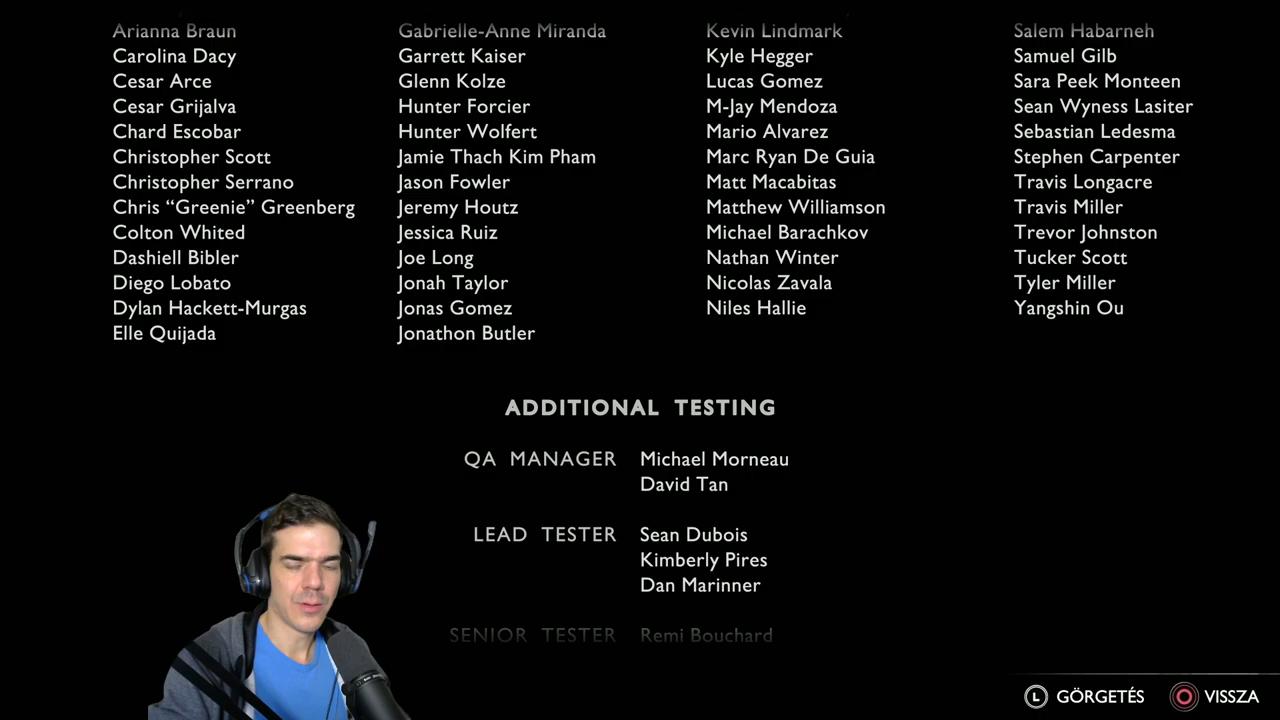 Arianna Braun
Carolina Dacy
Cesar Arce
Cesar Grijalva
Chard Escobar
Christopher Scott
Christopher Serrano
Chris “Greenie” Greenberg
Colton Whited
Dashiell Bibler
Diego Lobato
Dylan Hackett-Murgas
Elle Quijada
Gabrielle-Anne Miranda
Garrett Kaiser
Glenn Kolze
Hunter Forcier
Hunter Wolfert
Jamie Thach Kim Pham
Jason Fowler
Jeremy Houtz
Jessica Ruiz
Joe Long
Jonah Taylor
Jonas Gomez
Jonathon Butler
Kevin Lindmark
Kyle Hegger
Lucas Gomez
M-Jay Mendoza
Mario Alvarez
Marc Ryan De Guia
Matt Macabitas
Matthew Williamson
Michael Barachkov
Nathan Winter
Nicolas Zavala
Niles Hallie
Salem Habarneh
Samuel Gilb
Sara Peek Monteen
Sean Wyness Lasiter
Sebastian Ledesma
Stephen Carpenter
Travis Longacre
Travis Miller
Trevor Johnston
Tucker Scott
Tyler Miller
Yangshin Ou
ADDITIONAL TESTING
QA MANAGER Michael Morneau
David Tan
LEAD TESTER Sean Dubois
Kimberly Pires
Dan Marinner
SENIOR TESTER Remi Bouchard
L GÖRGETÉS VISSZA